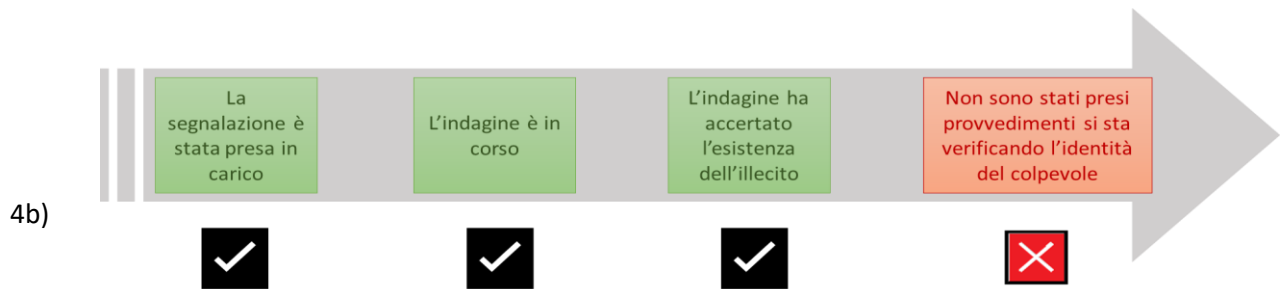 La
segnalazione è
stata presa in
carico
L'indagine è in
corso
L'indagine ha
accertato
l'esistenza
dell'illecito
Non sono stati presi
provvedimenti si sta
verificando l'identità
del colpevole
4b)